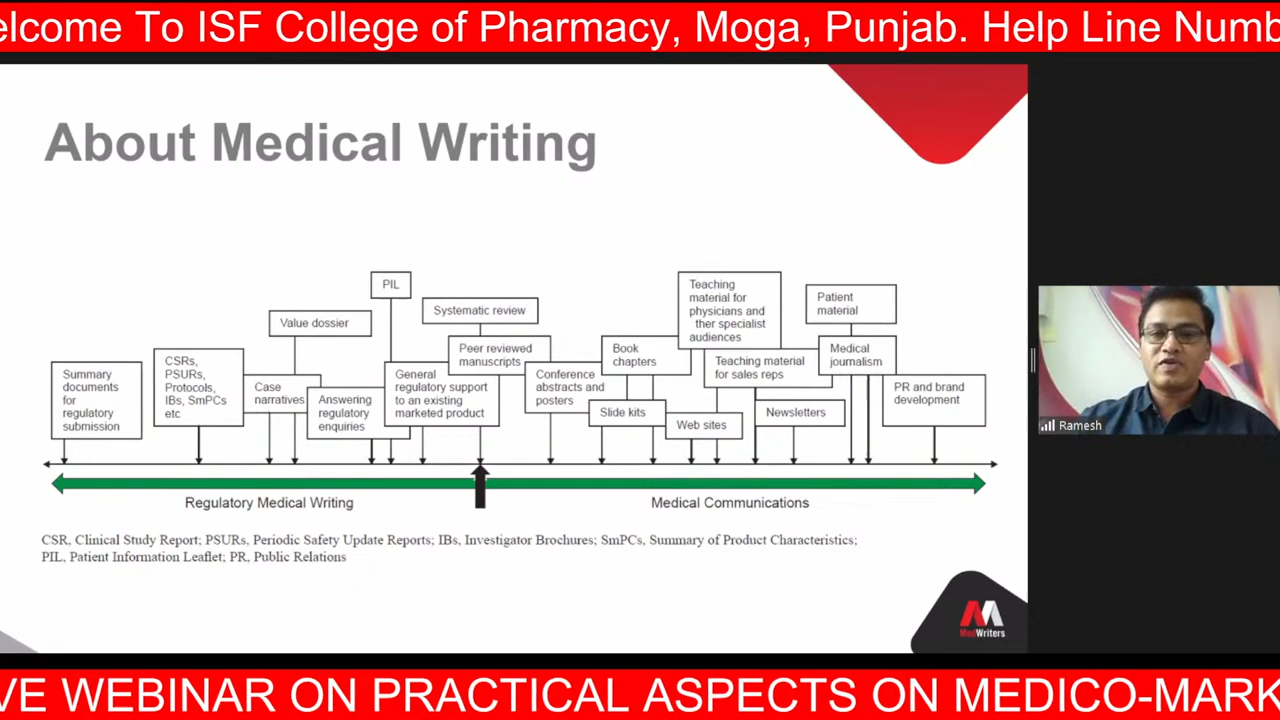 elcome To ISF College of Pharmacy, Moga, Punjab. Help Line Numb
About Medical Writing
Summary
documents
for
regulatory
submission
CSRs,
PSURs,
Protocols,
IBs, SmPCs
etc
Case
narratives
Value dossier
Answering
regulatory
enquiries
PIL
General
regulatory support
to an existing
marketed product
Systematic review
Peer reviewed
manuscripts
Conference
abstracts and
posters
Book
chapters
Slide kits
Teaching
material for
physicians and
ther specialist
audiences
Web sites
Teaching material
for sales reps
Newsletters
Patient
material
Medical
journalism
PR and brand
development
Regulatory Medical Writing
Medical Communications
CSR, Clinical Study Report; PSURs, Periodic Safety Update Reports; IBs, Investigator Brochures; SmPCs, Summary of Product Characteristics;
PIL, Patient Information Leaflet; PR, Public Relations
MedWriters
Ramesh
VE WEBINAR ON PRACTICAL ASPECTS ON MEDICO-MARK